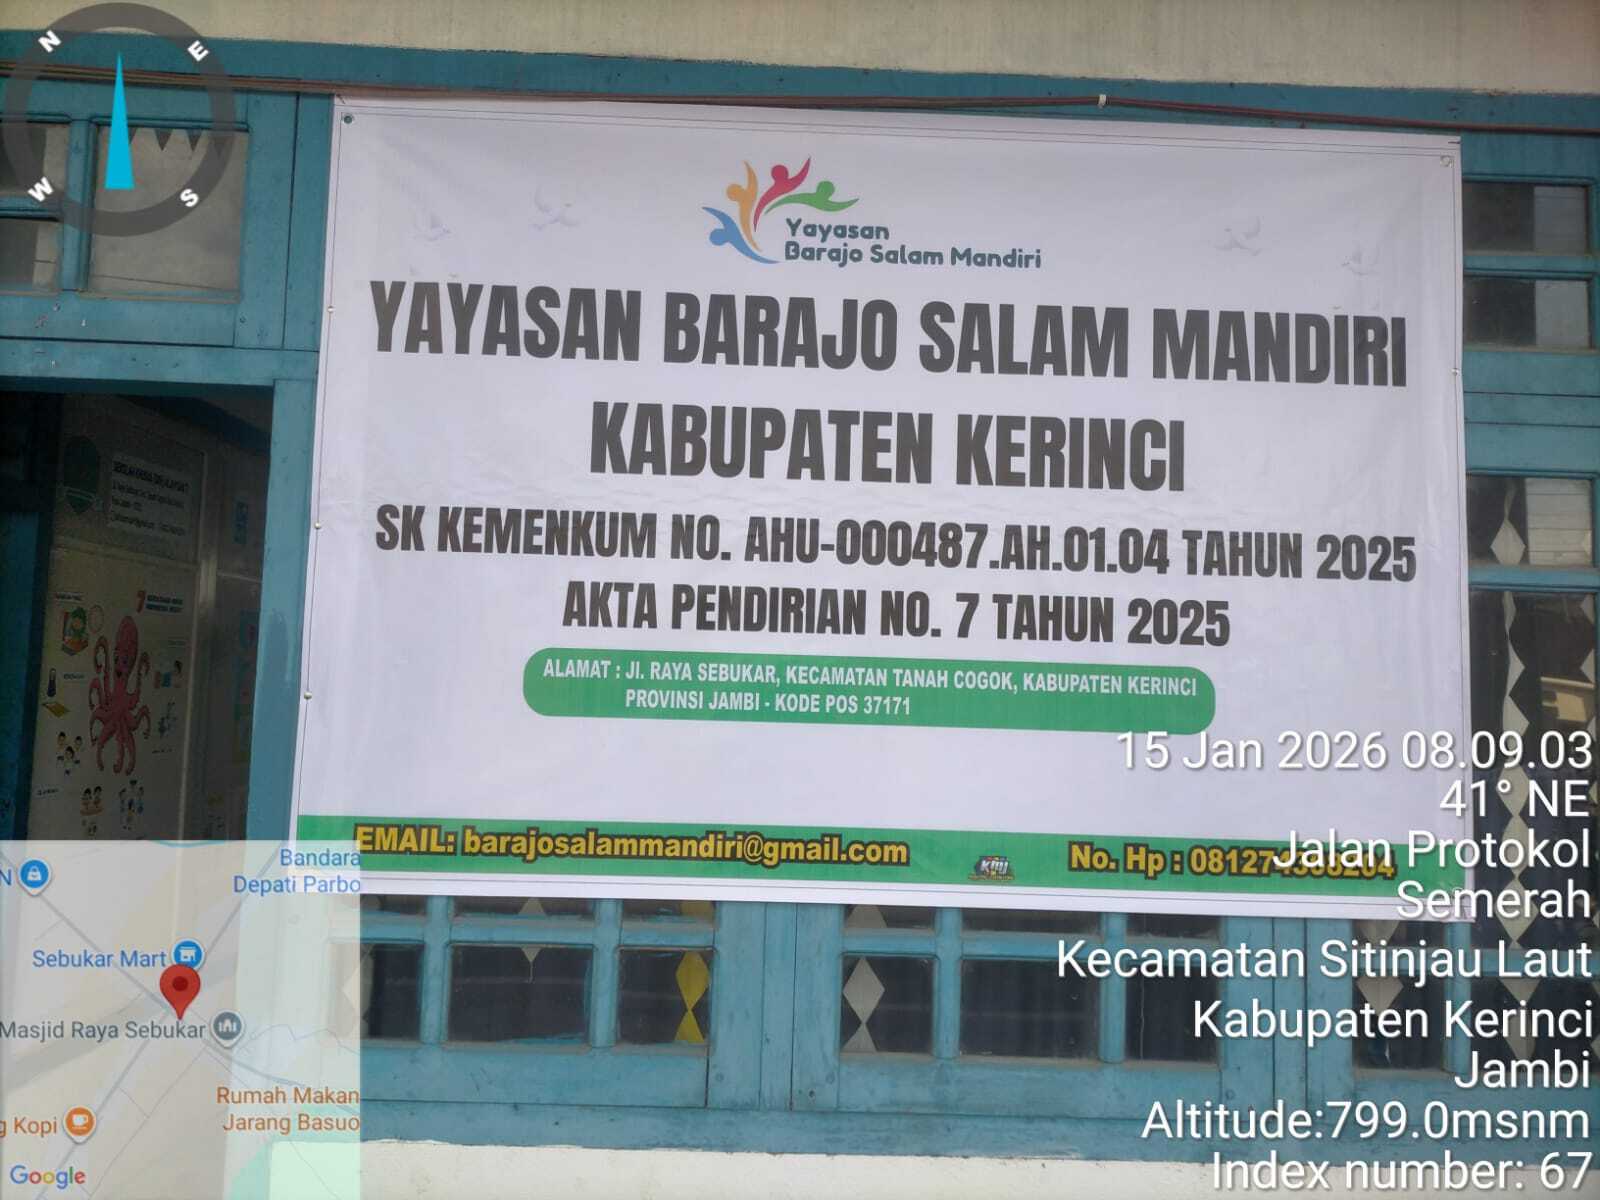 N
E
W
S
Yayasan
Barajo Salam Mandiri
YAYASAN BARAJO SALAM MANDIRI
KABUPATEN KERINCI
SK KEMENKUM NO. AHU-000487.AH.01.04 TAHUN 2025
AKTA PENDIRIAN NO. 7 TAHUN 2025
ALAMAT : Jl. RAYA SEBUKAR, KECAMATAN TANAH COGOK, KABUPATEN KERINCI
PROVINSI JAMBI - KODE POS 37171
EMAIL: barajosalammandiri@gmail.com
No. Hp :
15 Jan 2026 08.09.03
41° NE
Jalan Protokol
Semerah
Kecamatan Sitinjau Laut
Kabupaten Kerinci
Jambi
Altitude:799.0msnm
Index number: 67
Bandara
Depati Parbo
Sebukar Mart
Masjid Raya Sebukar
Rumah Makan
Jarang Basuo
Kopi
Google